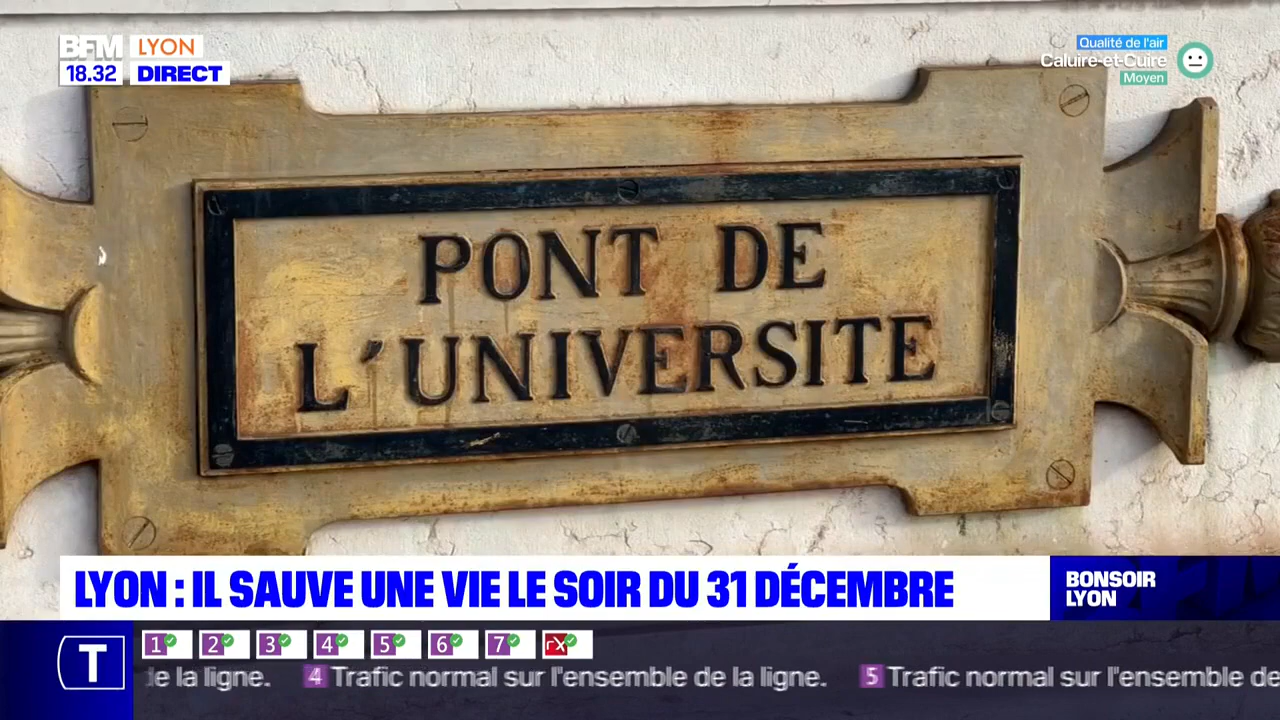 BFM LYON
18.32 DIRECT
Qualité de l'air
Caluire-et-Cuire
Moyen
PONT DE
L'UNIVERSITE
LYON : IL SAUVE UNE VIE LE SOIR DU 31 DÉCEMBRE
BONSOIR
LYON
T 1 2 3 4 5 6 7 rx
de la ligne. 4 Trafic normal sur l'ensemble de la ligne. 5 Trafic normal sur l'ensemble de